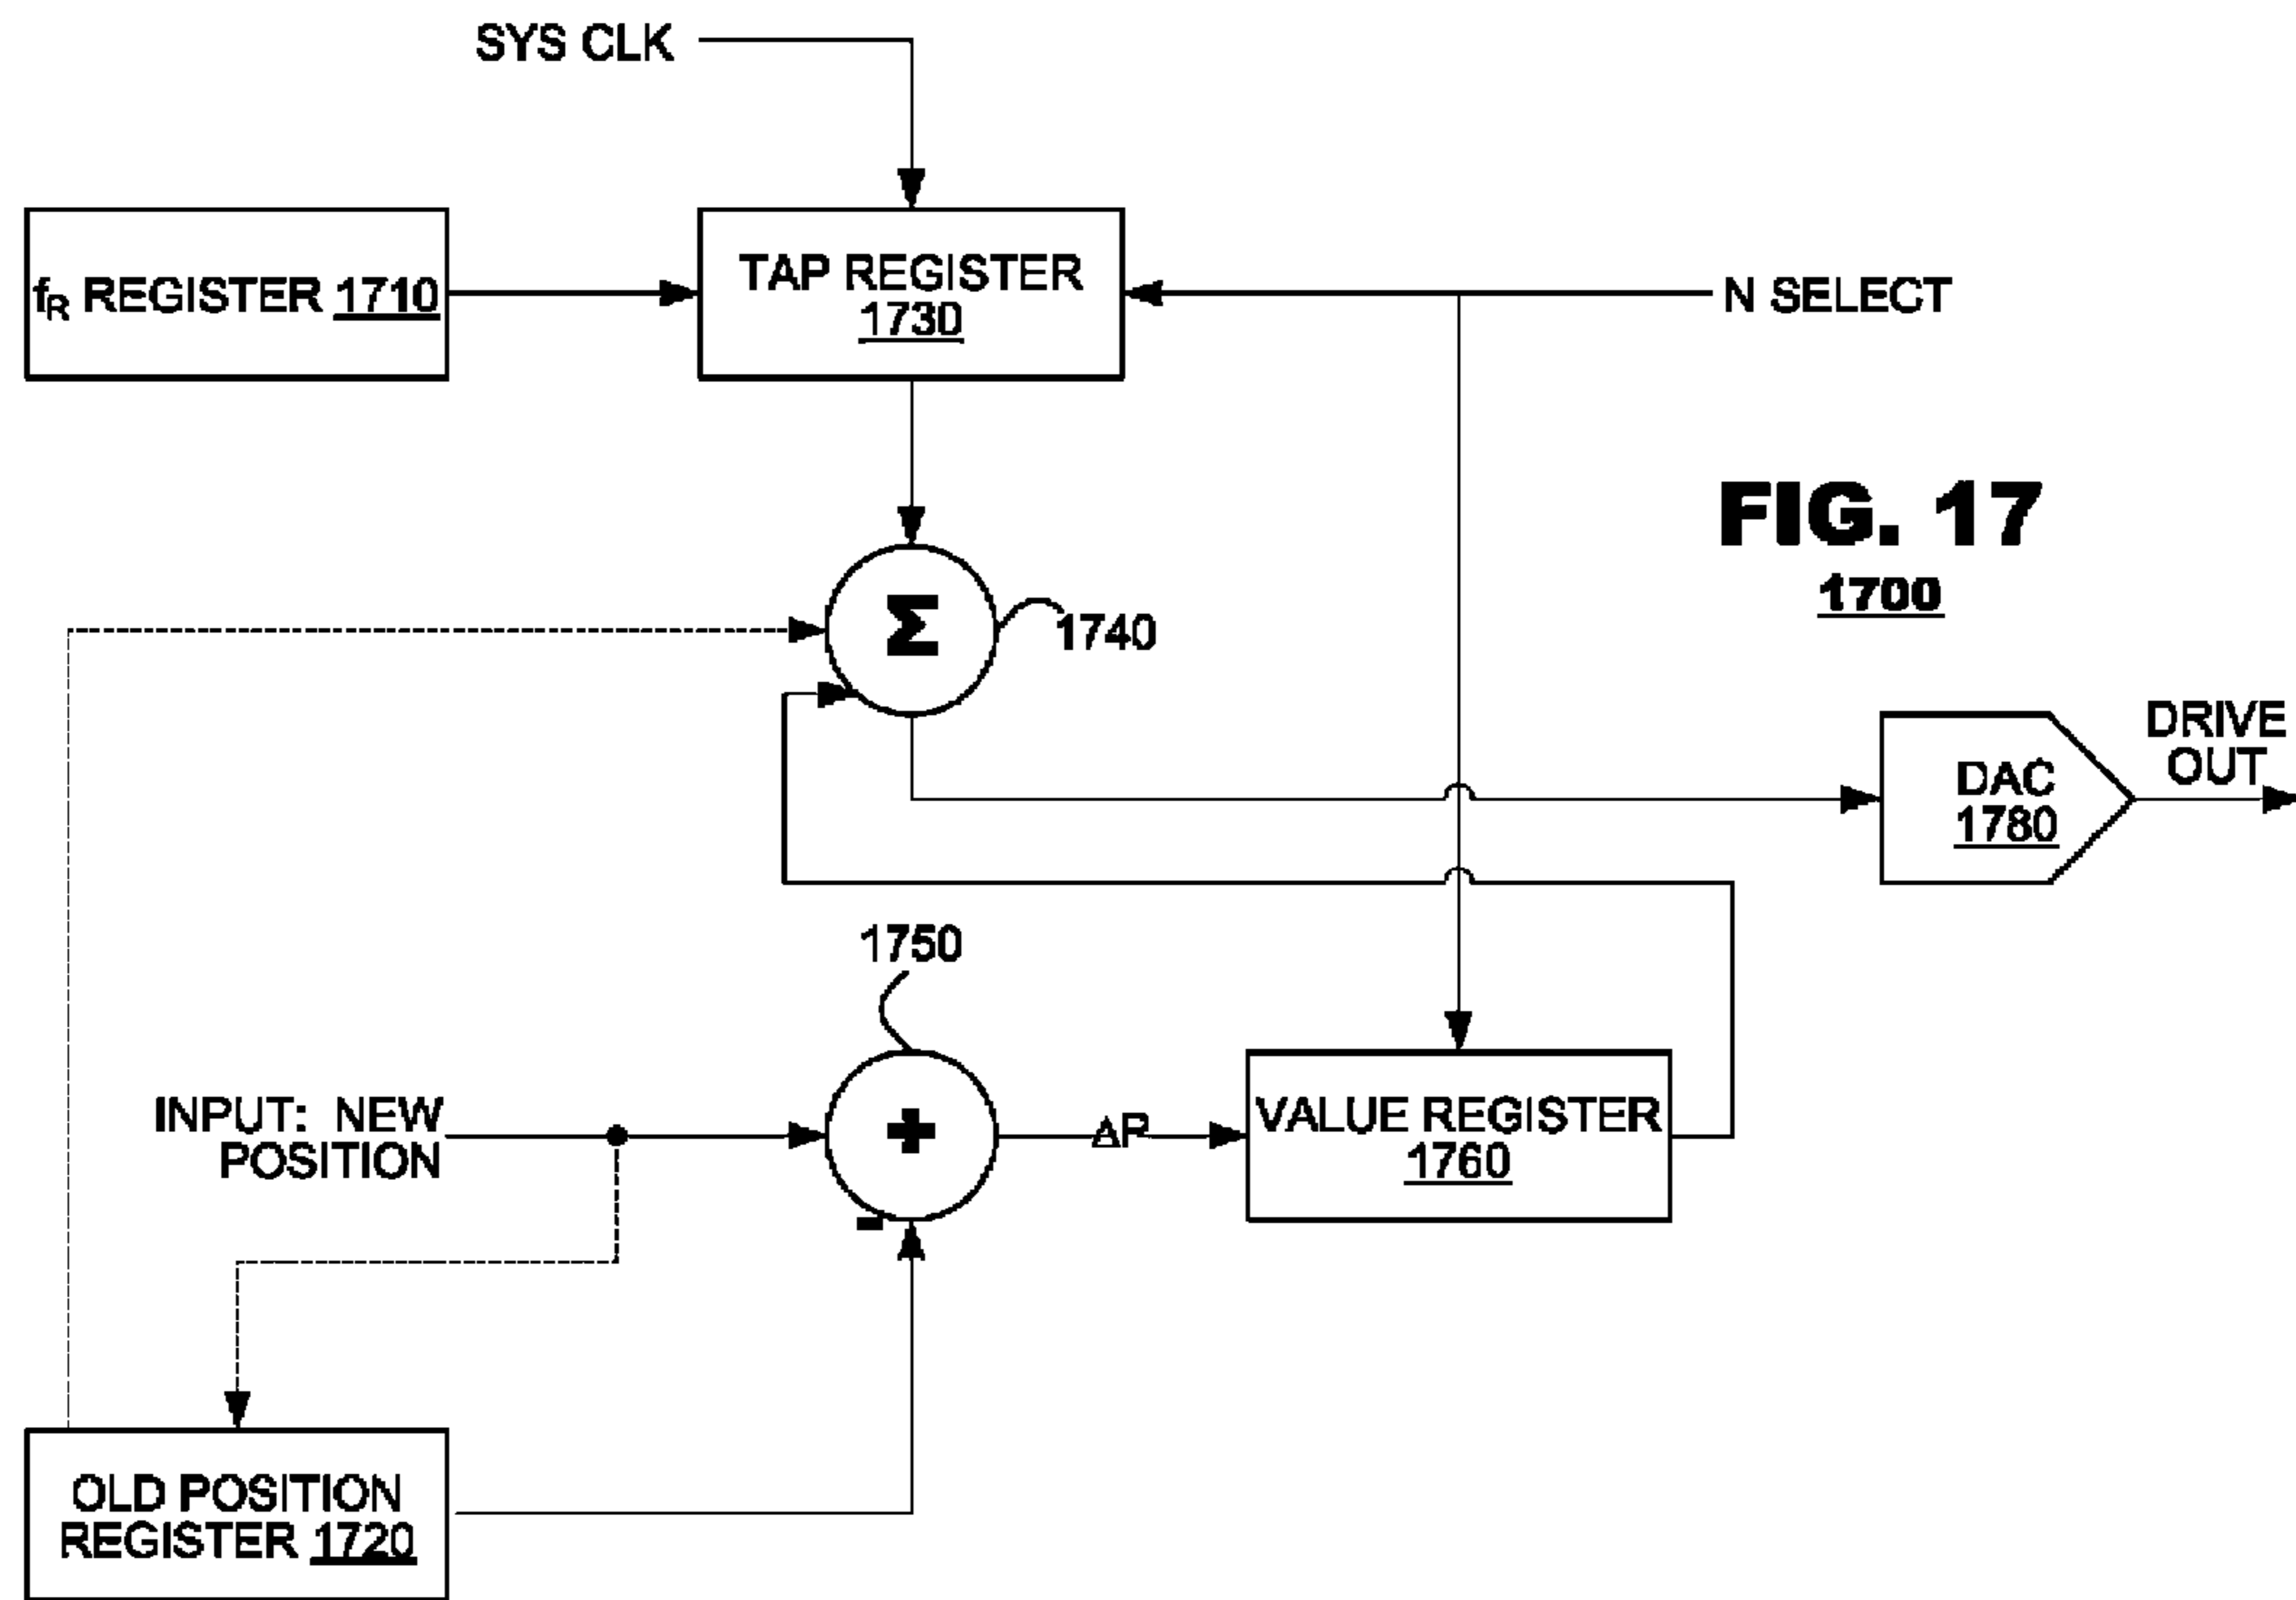 SYS CLK
fR REGISTER 1710
TAP REGISTER
1730
N SELECT
FIG. 17
1700
Σ
1740
DRIVE
OUT
DAC
1780
1750
INPUT: NEW
POSITION
+
-
ΔP
VALUE REGISTER
1760
OLD POSITION
REGISTER 1720